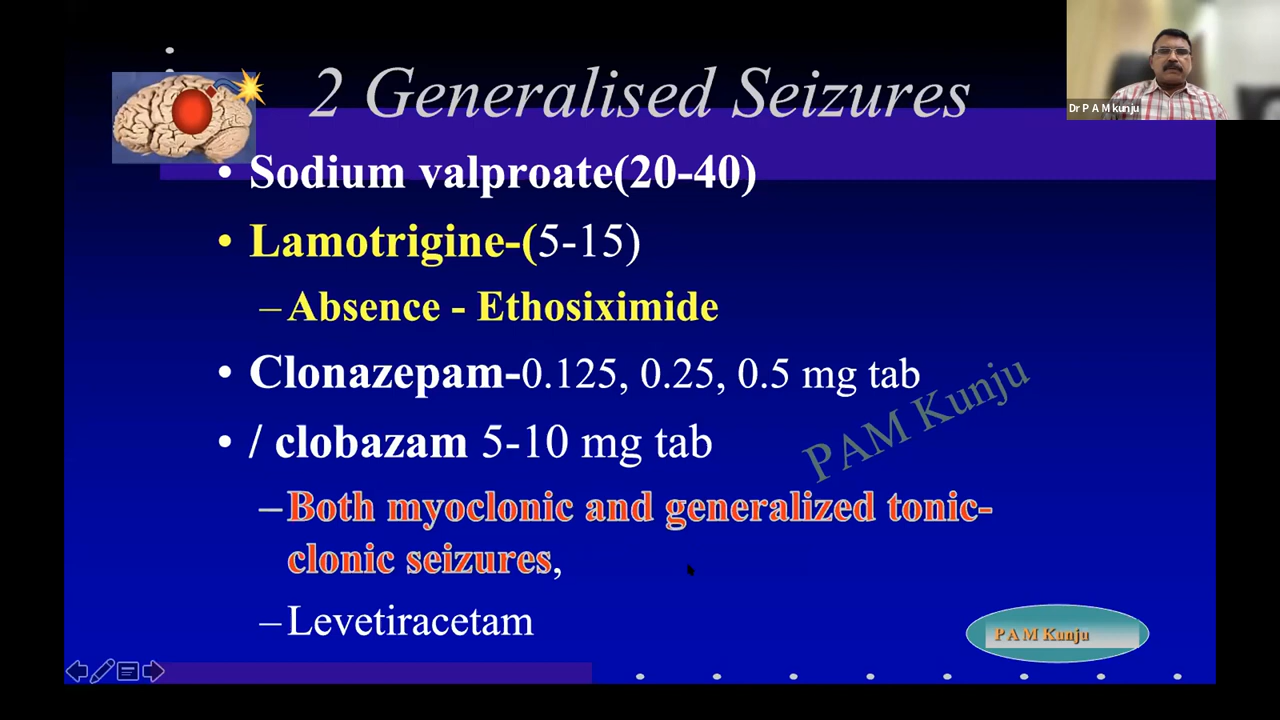 Dr P A M kunju
2 Generalised Seizures
• Sodium valproate(20-40)
• Lamotrigine-(5-15)
–Absence - Ethosiximide
• Clonazepam-0.125, 0.25, 0.5 mg tab
• / clobazam 5-10 mg tab
–Both myoclonic and generalized tonic-
clonic seizures,
–Levetiracetam
PAM Kunju
P A M Kunju